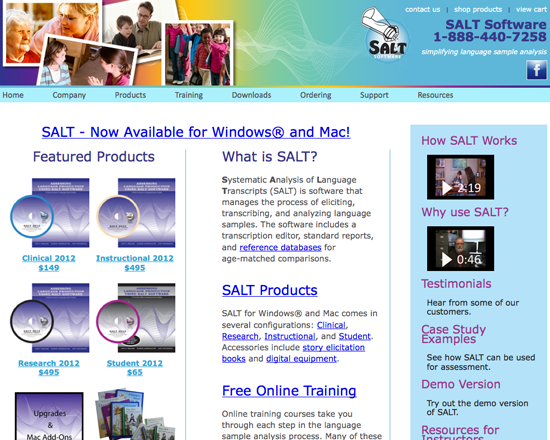 contact us | shop products | view cart
SALT
SOFTWARE
SALT Software
1-888-440-7258
simplifying language sample analysis
f
Home Company Products Training Downloads Ordering Support Resources
SALT - Now Available for Windows® and Mac!
Featured Products
Clinical 2012
$149
Instructional 2012
$495
Research 2012
$495
Student 2012
$65
Upgrades
&
Mac Add-Ons
What is SALT?
Systematic Analysis of Language
Transcripts (SALT) is software that
manages the process of eliciting,
transcribing, and analyzing language
samples. The software includes a
transcription editor, standard reports,
and reference databases for
age-matched comparisons.
SALT Products
SALT for Windows® and Mac comes in
several configurations: Clinical,
Research, Instructional, and Student.
Accessories include story elicitation
books and digital equipment.
Free Online Training
Online training courses take you
through each step in the language
sample analysis process. Many of these
How SALT Works
2:19
Why use SALT?
0:46
Testimonials
Hear from some of our
customers.
Case Study
Examples
See how SALT can be used
for assessment.
Demo Version
Try out the demo version
of SALT.
Resources for
Instructors